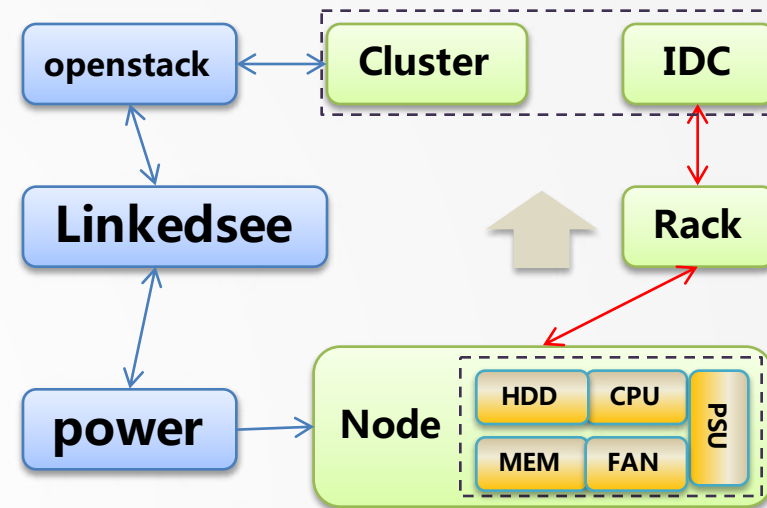 openstack
Cluster
IDC
Linkedsee
Rack
power
Node
HDD
CPU
PSU
MEM
FAN